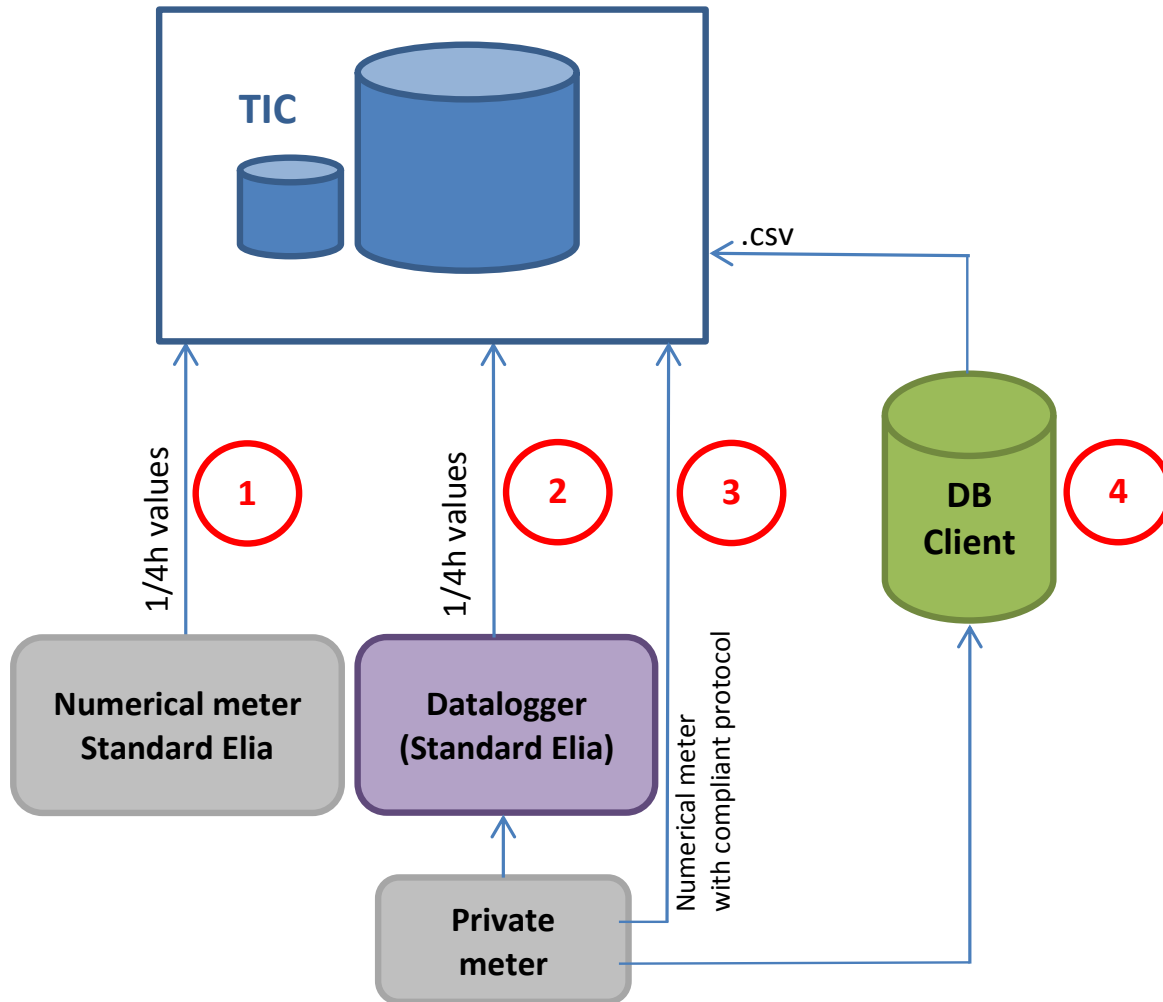 TIC
.csv
1/4h values
1
1/4h values
2
3
Numerical meter
with compliant protocol
DB
Client
4
Numerical meter
Standard Elia
Datalogger
(Standard Elia)
Private
meter